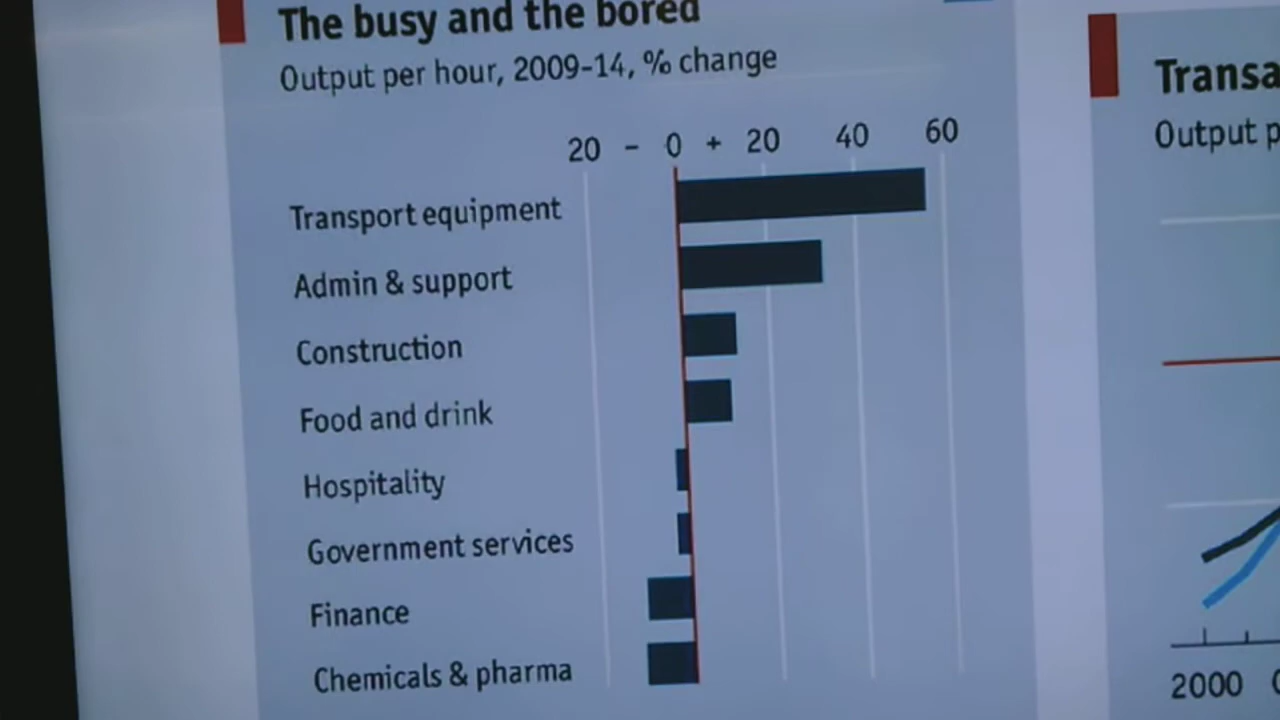 The busy and the bored
Output per hour, 2009-14, % change
20 - 0 + 20 40 60
Transport equipment
Admin & support
Construction
Food and drink
Hospitality
Government services
Finance
Chemicals & pharma
Output
2000